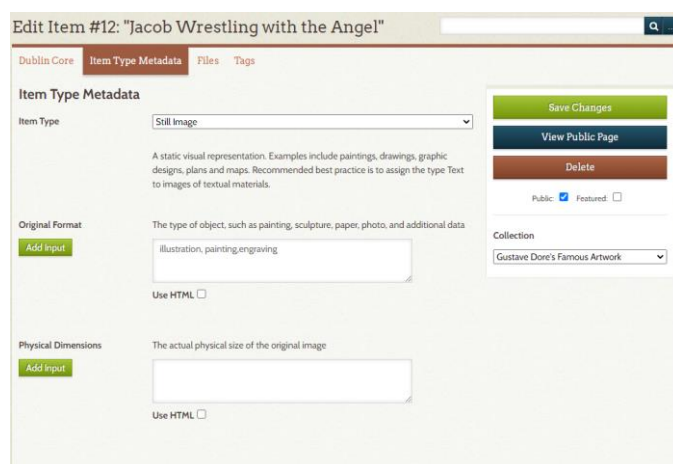 Edit Item #12: "Jacob Wrestling with the Angel"
Dublin Core Item Type Metadata Files Tags
Item Type Metadata
Item Type
Still Image
A static visual representation. Examples include paintings, drawings, graphic
designs, plans and maps. Recommended best practice is to assign the type Text
to images of textual materials.
Original Format
The type of object, such as painting, sculpture, paper, photo, and additional data
Add Input
illustration, painting,engraving
Use HTML
Physical Dimensions
The actual physical size of the original image
Add Input
Use HTML
Save Changes
View Public Page
Delete
Public: Featured:
Collection
Gustave Dore's Famous Artwork